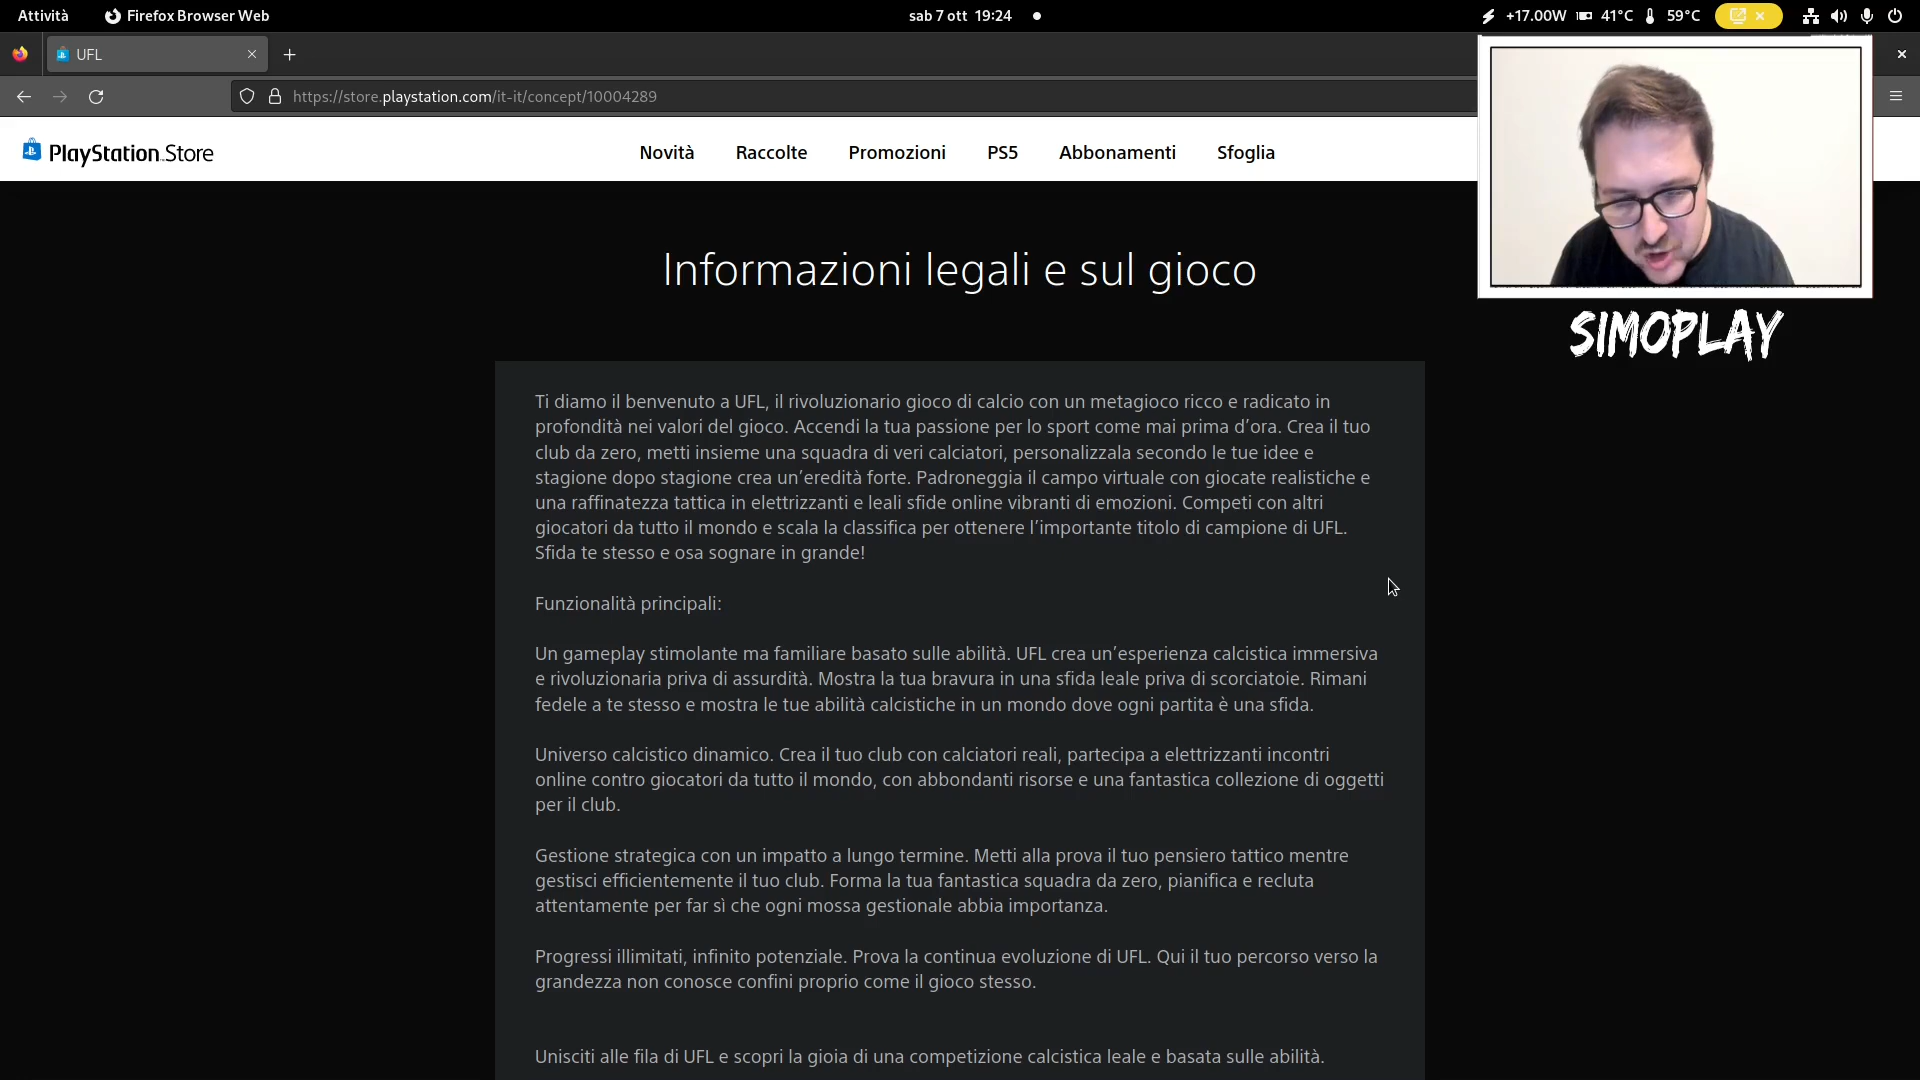 Attività Firefox Browser Web sab 7 ott 19:24 +17.00W 41°C 59°C
UFL
https://store.playstation.com/it-it/concept/10004289
PlayStation Store Novità Raccolte Promozioni PS5 Abbonamenti Sfoglia
SIMOPLAY
Informazioni legali e sul gioco
Ti diamo il benvenuto a UFL, il rivoluzionario gioco di calcio con un metagioco ricco e radicato in
profondità nei valori del gioco. Accendi la tua passione per lo sport come mai prima d’ora. Crea il tuo
club da zero, metti insieme una squadra di veri calciatori, personalizzala secondo le tue idee e
stagione dopo stagione crea un’eredità forte. Padroneggia il campo virtuale con giocate realistiche e
una raffinatezza tattica in elettrizzanti e leali sfide online vibranti di emozioni. Competi con altri
giocatori da tutto il mondo e scala la classifica per ottenere l’importante titolo di campione di UFL.
Sfida te stesso e osa sognare in grande!
Funzionalità principali:
Un gameplay stimolante ma familiare basato sulle abilità. UFL crea un’esperienza calcistica immersiva
e rivoluzionaria priva di assurdità. Mostra la tua bravura in una sfida leale priva di scorciatoie. Rimani
fedele a te stesso e mostra le tue abilità calcistiche in un mondo dove ogni partita è una sfida.
Universo calcistico dinamico. Crea il tuo club con calciatori reali, partecipa a elettrizzanti incontri
online contro giocatori da tutto il mondo, con abbondanti risorse e una fantastica collezione di oggetti
per il club.
Gestione strategica con un impatto a lungo termine. Metti alla prova il tuo pensiero tattico mentre
gestisci efficientemente il tuo club. Forma la tua fantastica squadra da zero, pianifica e recluta
attentamente per far sì che ogni mossa gestionale abbia importanza.
Progressi illimitati, infinito potenziale. Prova la continua evoluzione di UFL. Qui il tuo percorso verso la
grandezza non conosce confini proprio come il gioco stesso.
Unisciti alle fila di UFL e scopri la gioia di una competizione calcistica leale e basata sulle abilità.